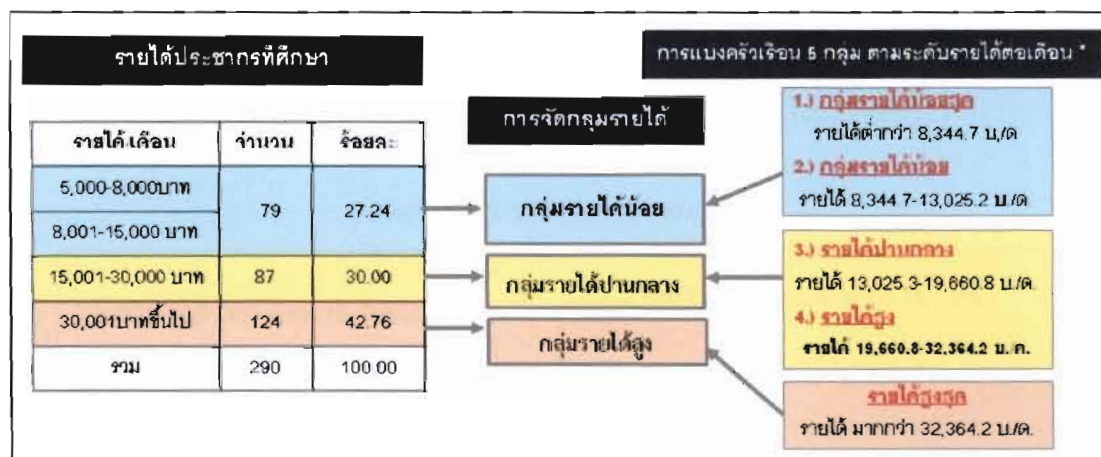 รายได้ประชากรที่ศึกษา
รายได้/เดือน จำนวน ร้อยละ
5,000-8,000บาท
79 27.24
8,001-15,000 บาท
15,001-30,000 บาท 87 30.00
30,001บาทขึ้นไป 124 42.76
รวม 290 100.00
การจัดกลุ่มรายได้
กลุ่มรายได้น้อย
กลุ่มรายได้ปานกลาง
กลุ่มรายได้สูง
การแบ่งครัวเรือน 5 กลุ่ม ตามระดับรายได้ต่อเดือน *
1.) กลุ่มรายได้น้อยสุด
รายได้ต่ำกว่า 8,344.7 บ./ด
2.) กลุ่มรายได้น้อย
รายได้ 8,344.7-13,025.2 บ./ด.
3.) รายได้ปานกลาง
รายได้ 13,025.3-19,660.8 บ./ด.
4.) รายได้สูง
รายได้ 19,660.8-32,364.2 บ./ด.
รายได้สูงสุด
รายได้ มากกว่า 32,364.2 บ./ด.